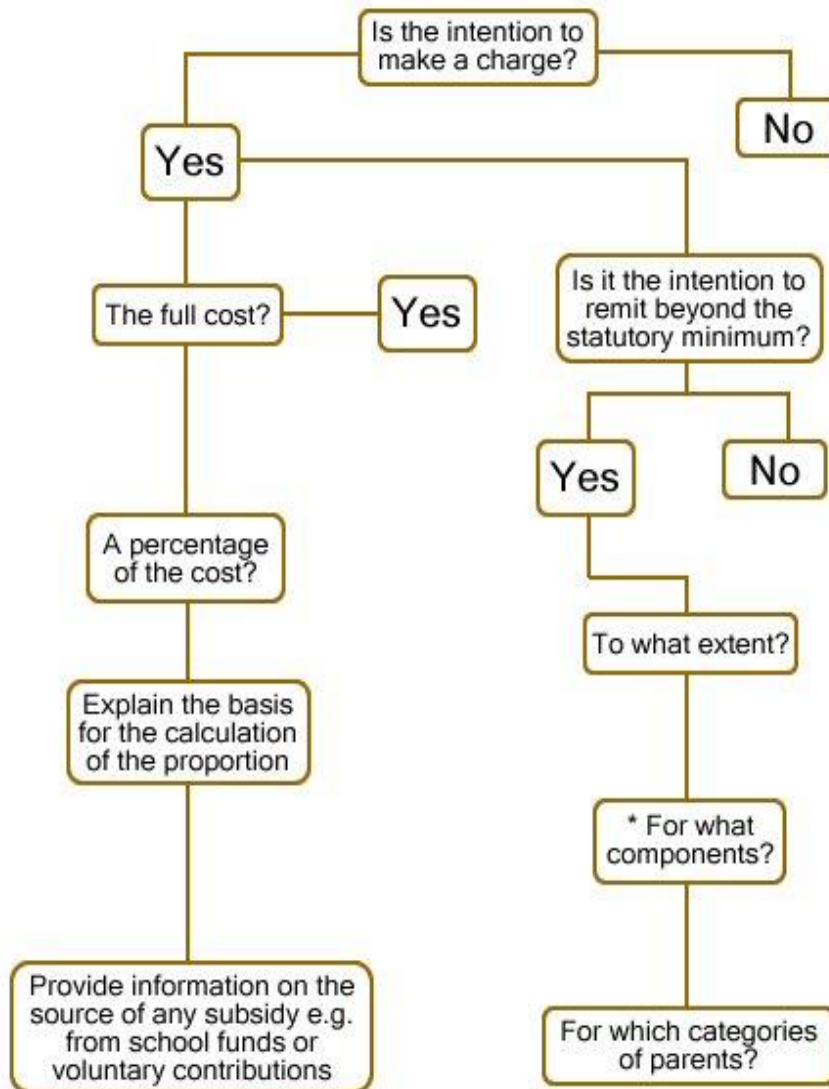 Is the intention to
make a charge?
No
Yes
The full cost?
Yes
Is it the intention to
remit beyond the
statutory minimum?
Yes
No
A percentage
of the cost?
To what extent?
Explain the basis
for the calculation
of the proportion
* For what
components?
Provide information on the
source of any subsidy e.g.
from school funds or
voluntary contributions
For which categories
of parents?